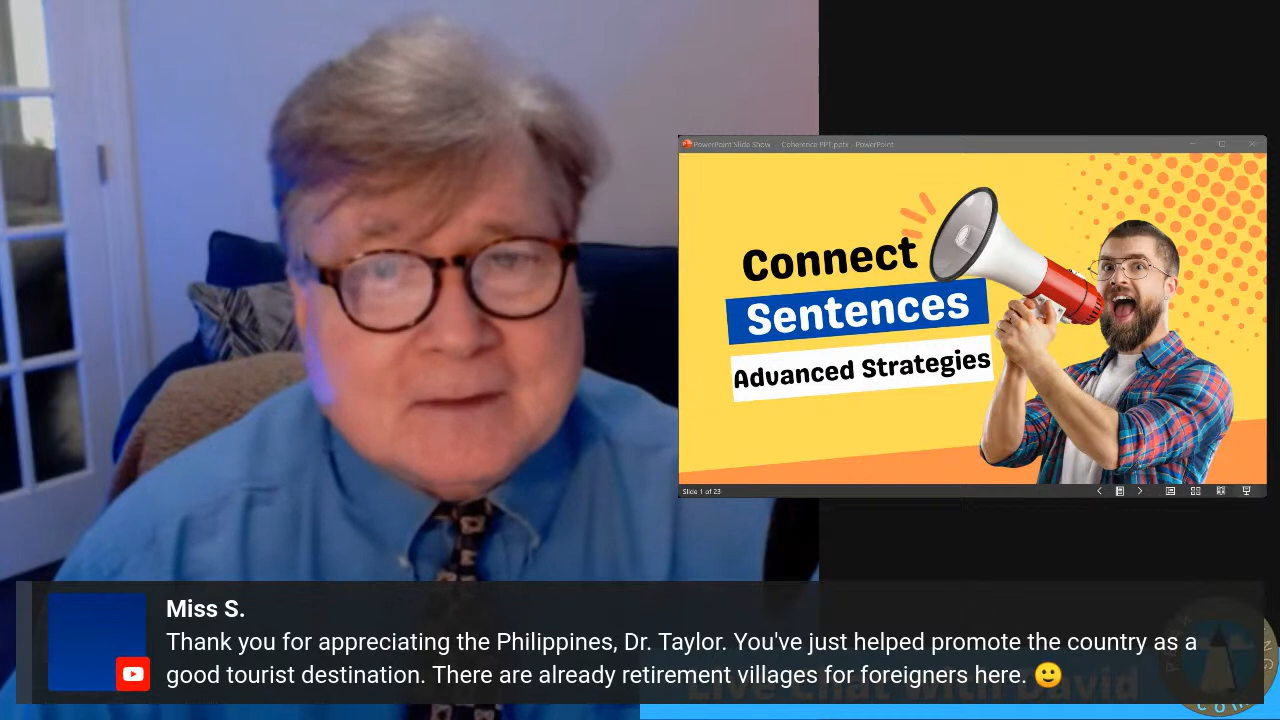 PowerPoint Slide Show - Coherence PPT.pptx - PowerPoint
Connect
Sentences
Advanced Strategies
Slide 1 of 23
Miss S.
Thank you for appreciating the Philippines, Dr. Taylor. You've just helped promote the country as a
good tourist destination. There are already retirement villages for foreigners here. 🙂
Live Chat with David